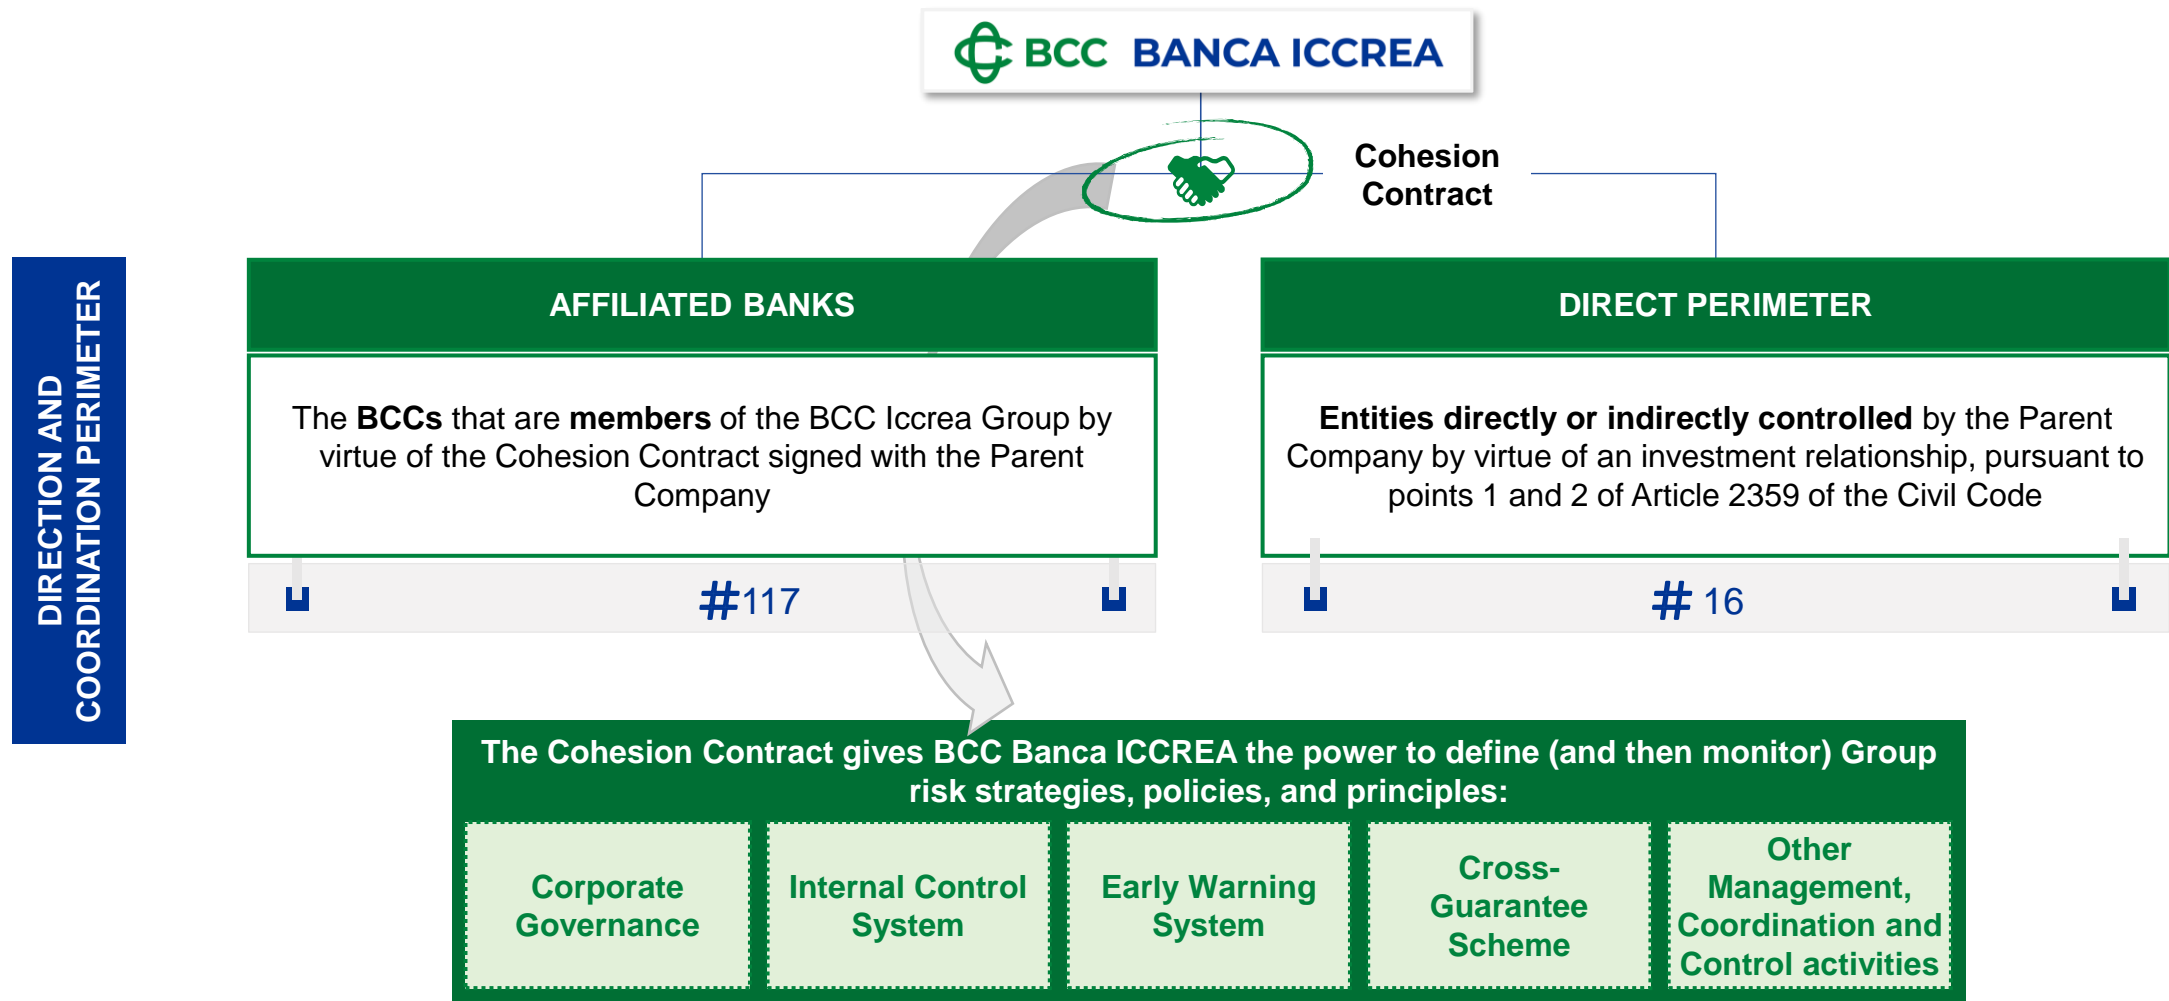 BCC BANCA ICCREA
Cohesion
Contract
DIRECTION AND
COORDINATION PERIMETER
AFFILIATED BANKS
The BCCs that are members of the BCC Iccrea Group by
virtue of the Cohesion Contract signed with the Parent
Company
#117
DIRECT PERIMETER
Entities directly or indirectly controlled by the Parent
Company by virtue of an investment relationship, pursuant to
points 1 and 2 of Article 2359 of the Civil Code
# 16
The Cohesion Contract gives BCC Banca ICCREA the power to define (and then monitor) Group
risk strategies, policies, and principles:
Corporate
Governance
Internal Control
System
Early Warning
System
Cross-
Guarantee
Scheme
Other
Management,
Coordination and
Control activities